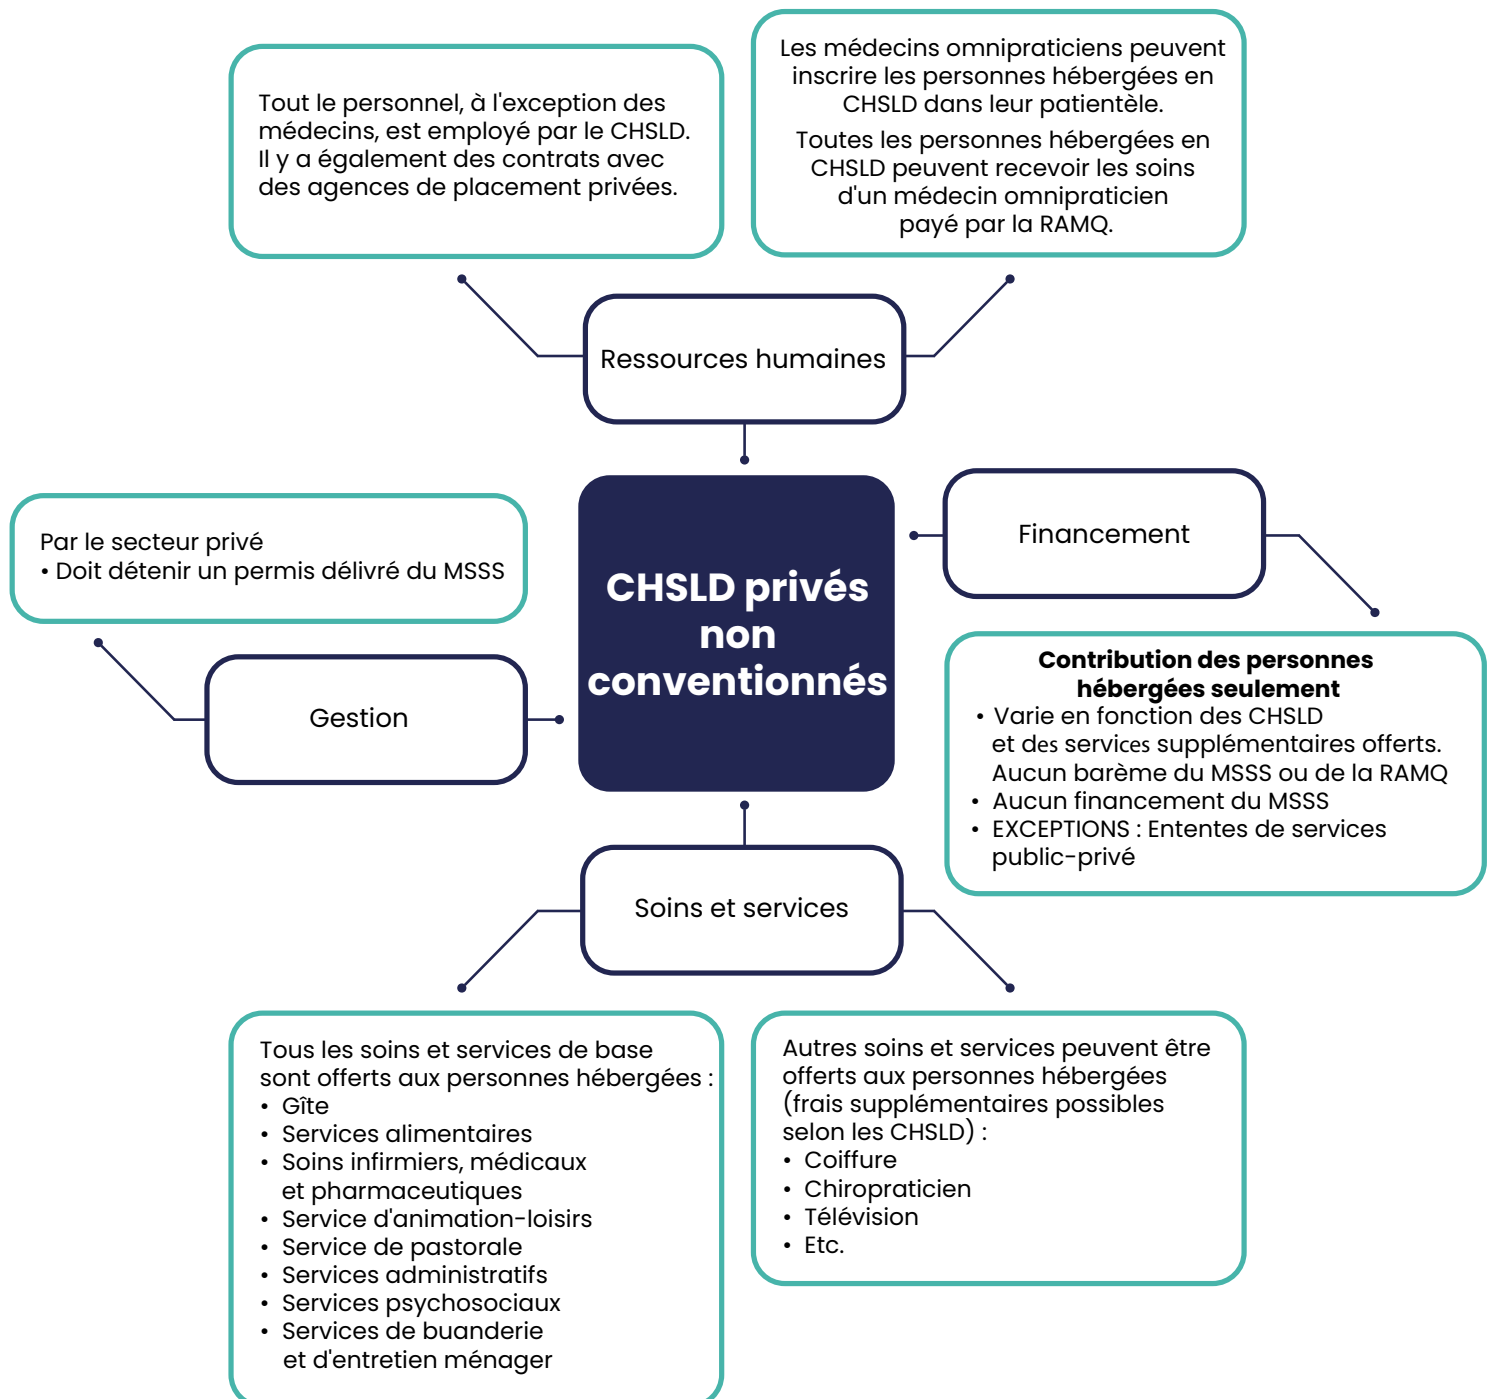 Tout le personnel, à l'exception des
médecins, est employé par le CHSLD.
Il y a également des contrats avec
des agences de placement privées.
Les médecins omnipraticiens peuvent
inscrire les personnes hébergées en
CHSLD dans leur patientèle.
Toutes les personnes hébergées en
CHSLD peuvent recevoir les soins
d'un médecin omnipraticien
payé par la RAMQ.
Ressources humaines
Par le secteur privé
• Doit détenir un permis délivré du MSSS
Gestion
CHSLD privés
non
conventionnés
Financement
Contribution des personnes
hébergées seulement
• Varie en fonction des CHSLD
et des services supplémentaires offerts.
Aucun barème du MSSS ou de la RAMQ
• Aucun financement du MSSS
• EXCEPTIONS : Ententes de services
public-privé
Soins et services
Tous les soins et services de base
sont offerts aux personnes hébergées :
• Gîte
• Services alimentaires
• Soins infirmiers, médicaux
et pharmaceutiques
• Service d'animation-loisirs
• Service de pastorale
• Services administratifs
• Services psychosociaux
• Services de buanderie
et d'entretien ménager
Autres soins et services peuvent être
offerts aux personnes hébergées
(frais supplémentaires possibles
selon les CHSLD) :
• Coiffure
• Chiropraticien
• Télévision
• Etc.